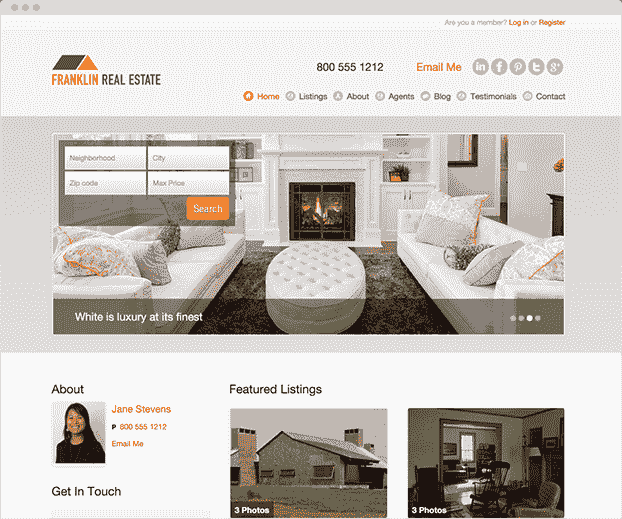 Are you a member? Log in or Register
FRANKLIN REAL ESTATE
800 555 1212
Email Me
Home
Listings
About
Agents
Blog
Testimonials
Contact
Neighborhood
City
Zip code
Max Price
Search
White is luxury at its finest
About
Jane Stevens
P 800 555 1212
Email Me
Get In Touch
Featured Listings
3 Photos
3 Photos